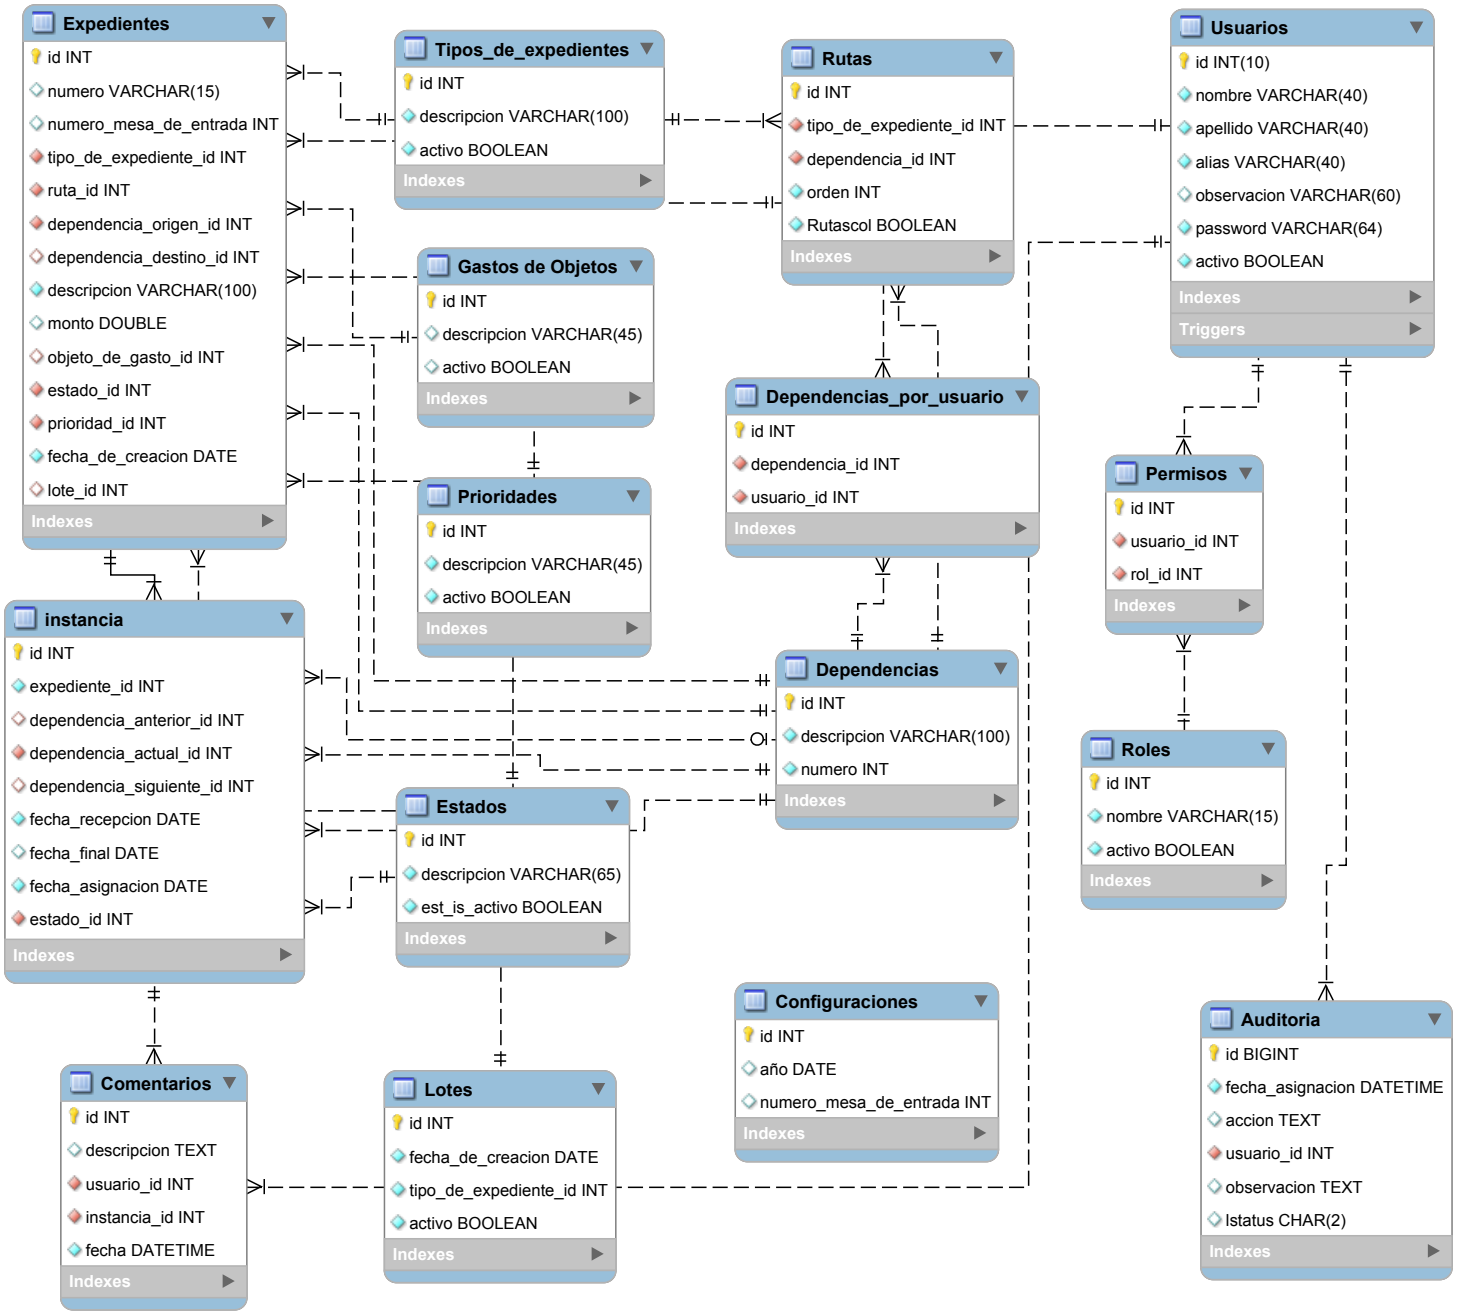 Expedientes
id INT
numero VARCHAR(15)
numero_mesa_de_entrada INT
tipo_de_expediente_id INT
ruta_id INT
dependencia_origen_id INT
dependencia_destino_id INT
descripcion VARCHAR(100)
monto DOUBLE
objeto_de_gasto_id INT
estado_id INT
prioridad_id INT
fecha_de_creacion DATE
lote_id INT
Indexes
Tipos_de_expedientes
id INT
descripcion VARCHAR(100)
activo BOOLEAN
Indexes
Rutas
id INT
tipo_de_expediente_id INT
dependencia_id INT
orden INT
Rutascol BOOLEAN
Indexes
Usuarios
id INT(10)
nombre VARCHAR(40)
apellido VARCHAR(40)
alias VARCHAR(40)
observacion VARCHAR(60)
password VARCHAR(64)
activo BOOLEAN
Indexes
Triggers
Gastos de Objetos
id INT
descripcion VARCHAR(45)
activo BOOLEAN
Indexes
Dependencias_por_usuario
id INT
dependencia_id INT
usuario_id INT
Indexes
Permisos
id INT
usuario_id INT
rol_id INT
Indexes
Prioridades
id INT
descripcion VARCHAR(45)
activo BOOLEAN
Indexes
instancia
id INT
expediente_id INT
dependencia_anterior_id INT
dependencia_actual_id INT
dependencia_siguiente_id INT
fecha_recepcion DATE
fecha_final DATE
fecha_asignacion DATE
estado_id INT
Indexes
Dependencias
id INT
descripcion VARCHAR(100)
numero INT
Indexes
Roles
id INT
nombre VARCHAR(15)
activo BOOLEAN
Indexes
Estados
id INT
descripcion VARCHAR(65)
est_is_activo BOOLEAN
Indexes
Configuraciones
id INT
año DATE
numero_mesa_de_entrada INT
Indexes
Auditoria
id BIGINT
fecha_asignacion DATETIME
accion TEXT
usuario_id INT
observacion TEXT
lstatus CHAR(2)
Indexes
Comentarios
id INT
descripcion TEXT
usuario_id INT
instancia_id INT
fecha DATETIME
Indexes
Lotes
id INT
fecha_de_creacion DATE
tipo_de_expediente_id INT
activo BOOLEAN
Indexes